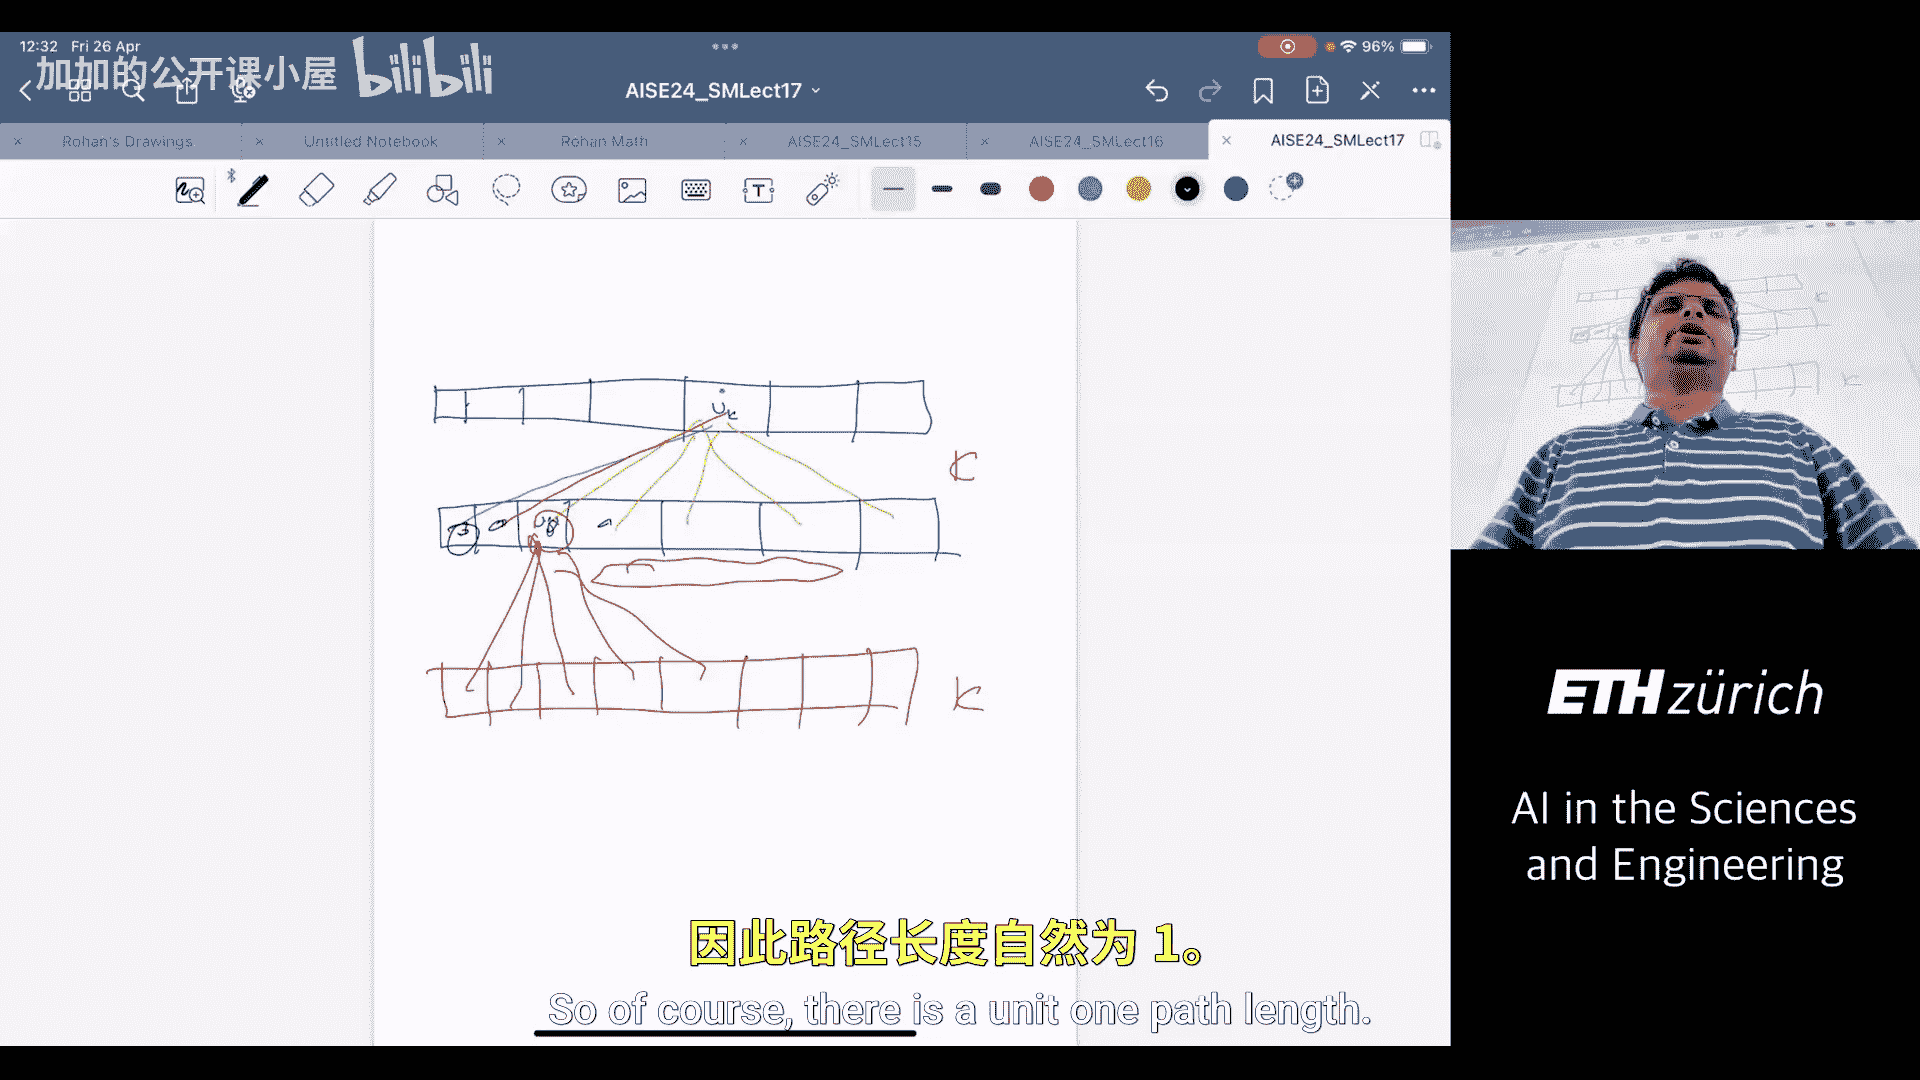 12:32 Fri 26 Apr
96%
加加的公开课小屋 bilibili
AISE24_SMLect17
Rohan's Drawings
Untitled Notebook
Rohan Math
AISE24_SMLect15
AISE24_SMLect16
AISE24_SMLect17
K
K
ETH zürich
AI in the Sciences
and Engineering
因此路径长度自然为 1。
So of course, there is a unit one path length.